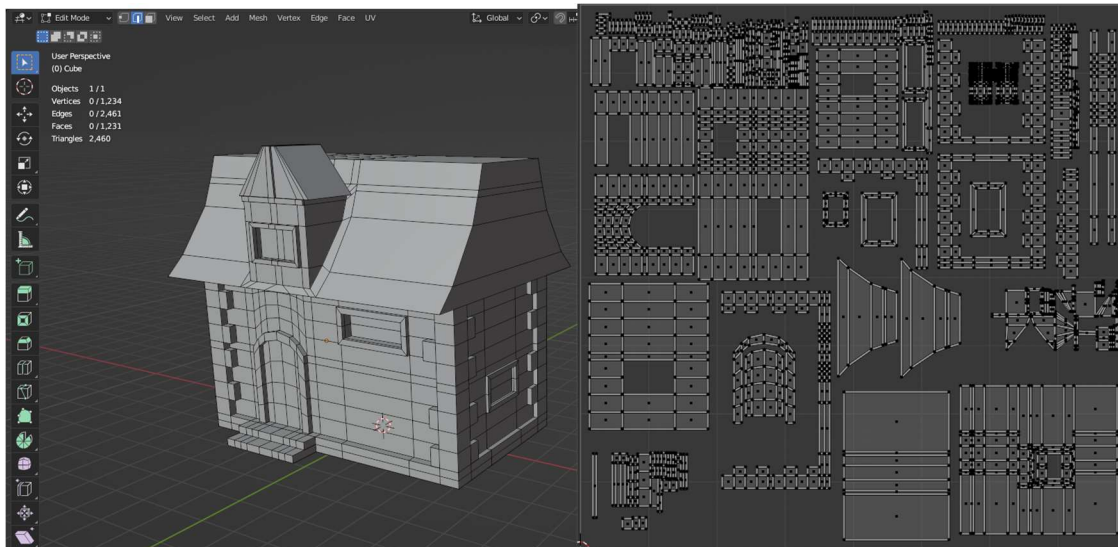 Edit Mode View Select Add Mesh Vertex Edge Face UV Global
User Perspective
(0) Cube
Objects 1/1
Vertices 0/1,234
Edges 0/2,461
Faces 0/1,231
Triangles 2,460